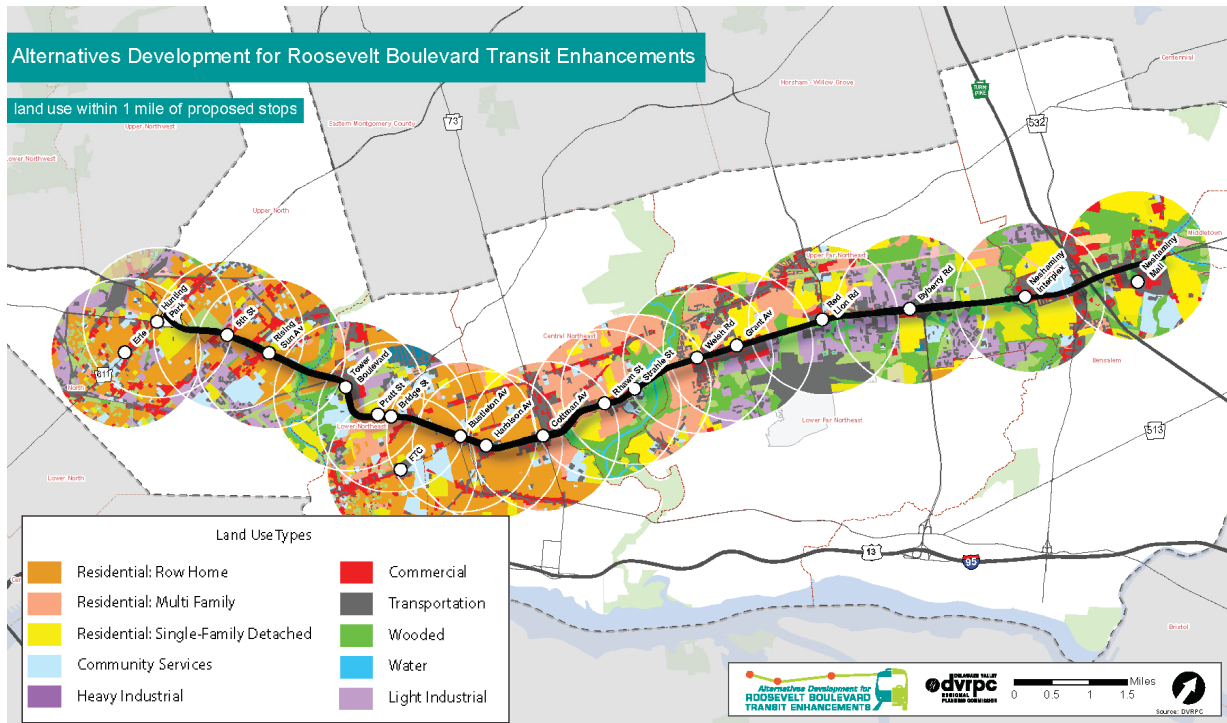 Alternatives Development for Roosevelt Boulevard Transit Enhancements
land use within 1 mile of proposed stops
Upper Northwest
Lower Northwest
Eastern Montgomery County
Horsham - Willow Grove
Centennial
73
TURN
PIKE
532
Upper North
Middletown
Upper Far Northeast
Central Northeast
Bensalem
North
611
Lower Northeast
Lower Far Northeast
Lower North
513
Bristol
13
95
Erie
Hunting
Park
5th St
Rising
Sun Av
Tower
Boulevard
Pratt St
Bridge St
FTC
Bustleton Av
Harbison Av
Cottman Av
Rhawn St
Strahle St
Welsh Rd
Grant Av
Red
Lion Rd
Byberry Rd
Neshaminy
Interplex
Neshaminy
Mall
Land Use Types
Residential: Row Home
Residential: Multi Family
Residential: Single-Family Detached
Community Services
Heavy Industrial
Commercial
Transportation
Wooded
Water
Light Industrial
Alternatives Development for
ROOSEVELT BOULEVARD
TRANSIT ENHANCEMENTS
DELAWARE VALLEY
dvrpc
REGIONAL
PLANNING COMMISSION
Miles
0 0.5 1 1.5
Source: DVRPC